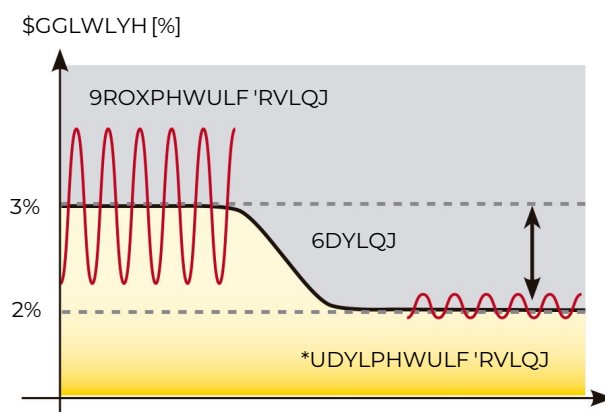 $GGLWLYH [%]
9ROXPHWULF 'RVLQJ
3%
6DYLQJ
2%
*UDYLPHWULF 'RVLQJ